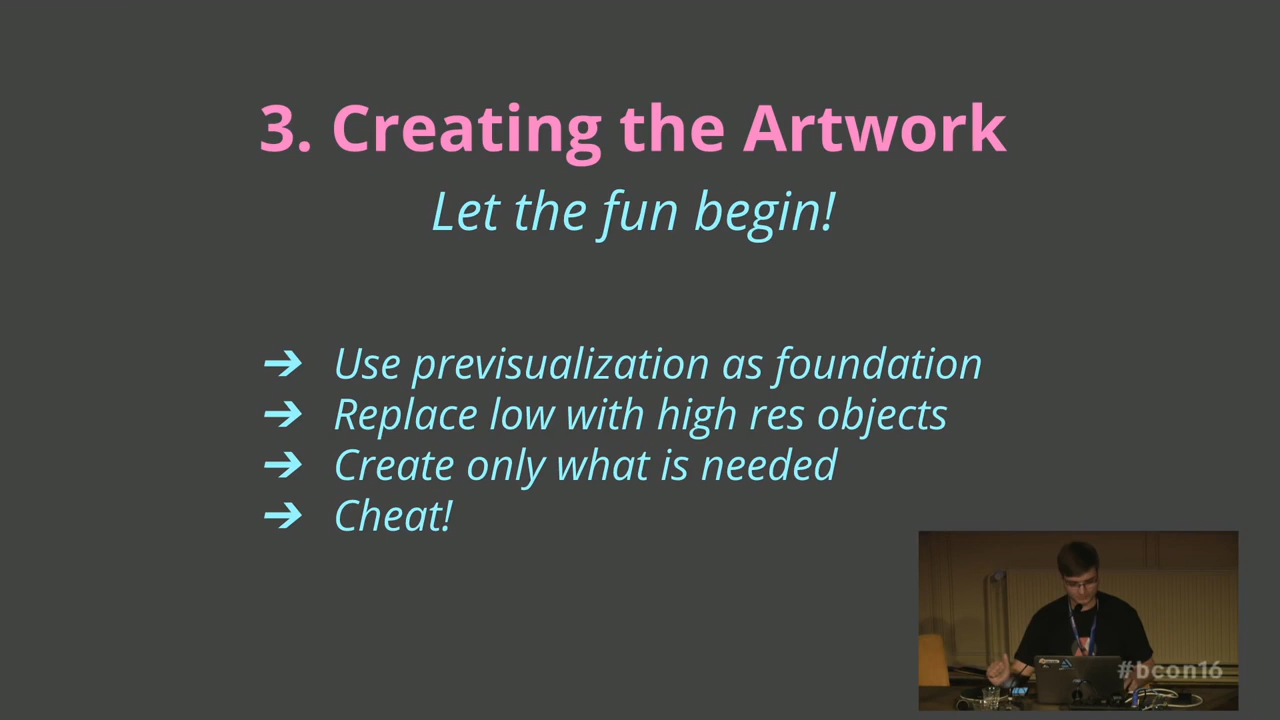 3. Creating the Artwork
Let the fun begin!
➔ Use previsualization as foundation
➔ Replace low with high res objects
➔ Create only what is needed
➔ Cheat!
#bcon16